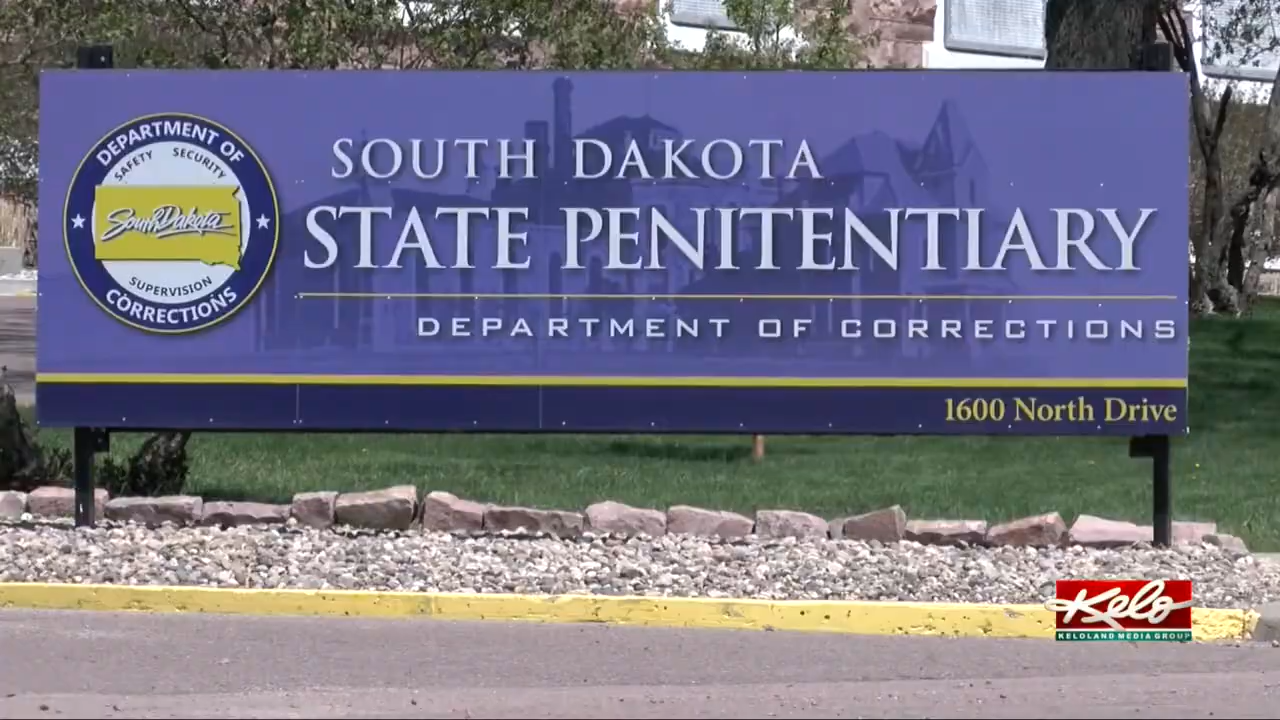 DEPARTMENT OF
SAFETY SECURITY
South Dakota
SUPERVISION
CORRECTIONS
SOUTH DAKOTA
STATE PENITENTIARY
DEPARTMENT OF CORRECTIONS
1600 North Drive
Kelo
KELOLAND MEDIA GROUP